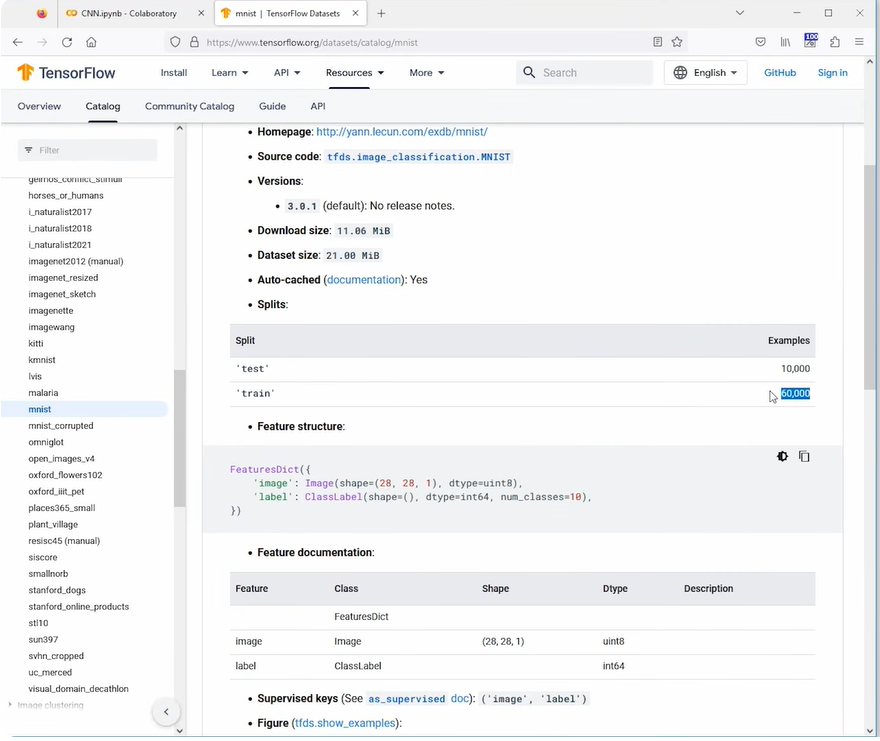 CNN.ipynb - Colaboratory
mnist | TensorFlow Datasets
https://www.tensorflow.org/datasets/catalog/mnist
100
TensorFlow
Install
Learn
API
Resources
More
Search
English
GitHub
Sign in
Overview
Catalog
Community Catalog
Guide
API
Filter
geirhos_conflict_stimuli
horses_or_humans
i_naturalist2017
i_naturalist2018
i_naturalist2021
imagenet2012 (manual)
imagenet_resized
imagenet_sketch
imagenette
imagewang
kitti
kmnist
lvis
malaria
mnist
mnist_corrupted
omniglot
open_images_v4
oxford_flowers102
oxford_iiit_pet
places365_small
plant_village
resisc45 (manual)
siscore
smallnorb
stanford_dogs
stanford_online_products
stl10
sun397
svhn_cropped
uc_merced
visual_domain_decathlon
Image clustering
• Homepage: http://yann.lecun.com/exdb/mnist/
• Source code: tfds.image_classification.MNIST
• Versions:
• 3.0.1 (default): No release notes.
• Download size: 11.06 MiB
• Dataset size: 21.00 MiB
• Auto-cached (documentation): Yes
• Splits:
Split Examples
'test' 10,000
'train' 60,000
• Feature structure:
FeaturesDict({
'image': Image(shape=(28, 28, 1), dtype=uint8),
'label': ClassLabel(shape=(), dtype=int64, num_classes=10),
})
• Feature documentation:
Feature Class Shape Dtype Description
FeaturesDict
image Image (28, 28, 1) uint8
label ClassLabel int64
• Supervised keys (See as_supervised doc): ('image', 'label')
• Figure (tfds.show_examples):